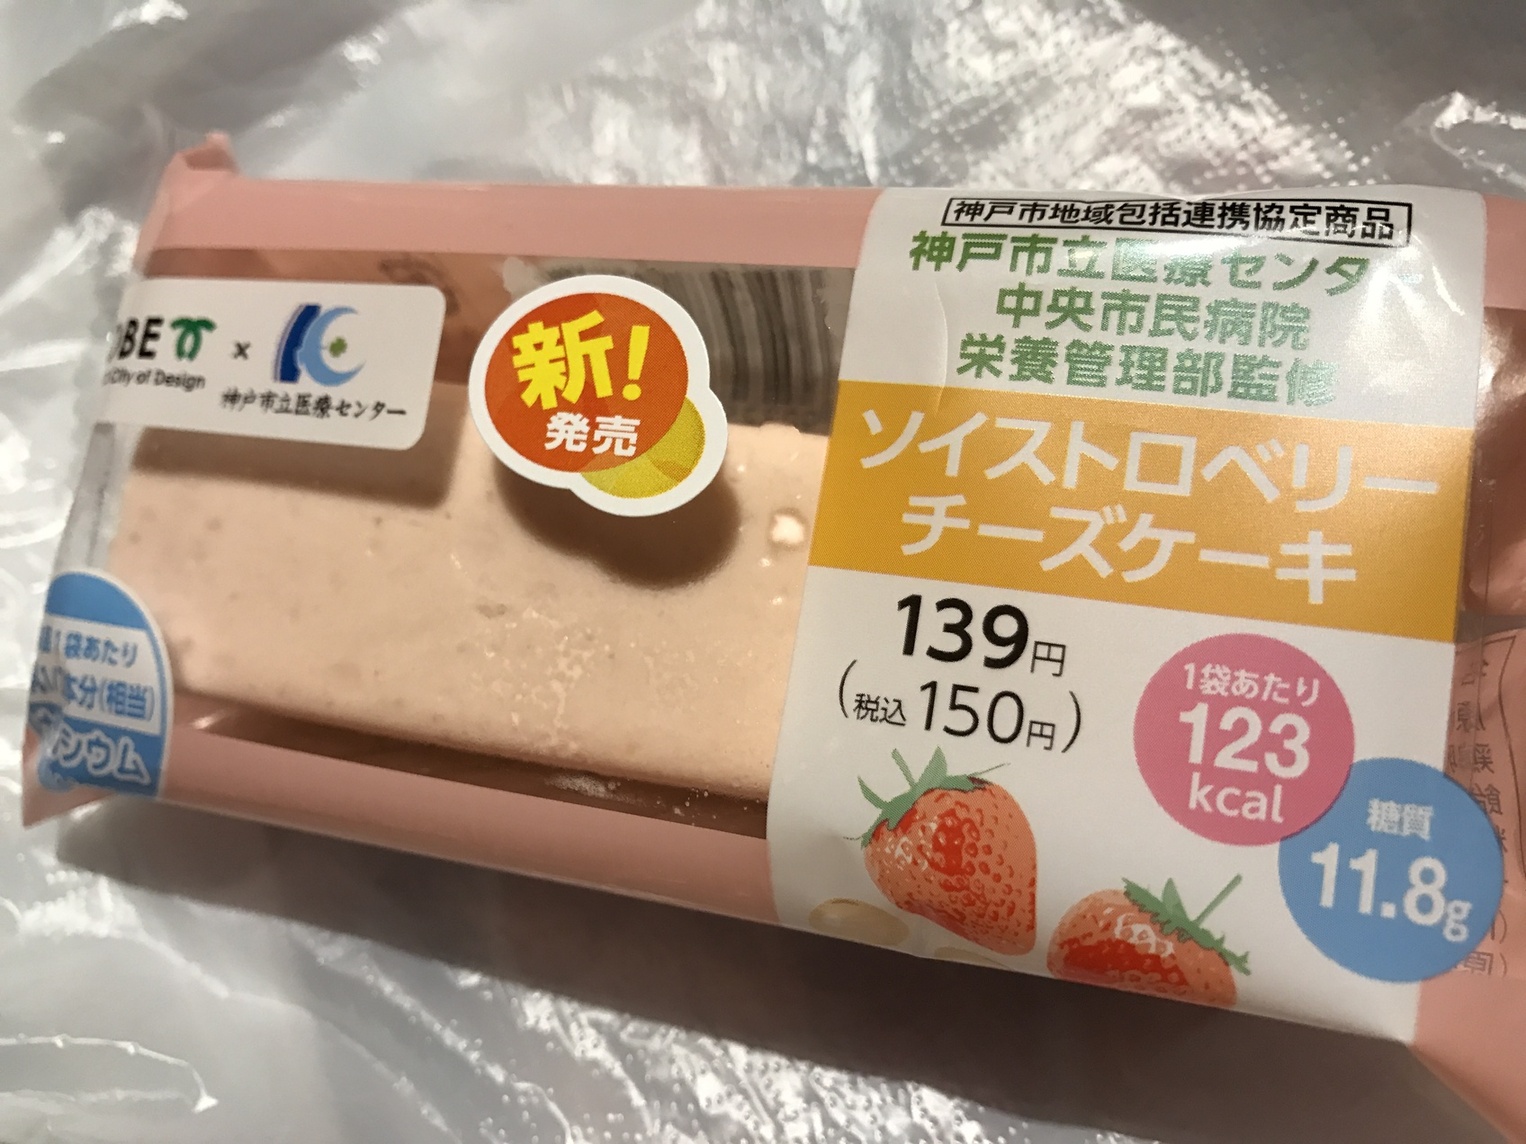 神戸市地域包括連携協定商品
神戸市立医療センター
中央市民病院
栄養管理部監修
OBE × 
City of Design
神戸市立医療センター
新!
発売
ソイストロベリー
チーズケーキ
139円
(税込150円)
1袋あたり
123
kcal
糖質
11.8g
1袋あたり
本分(相当)
シウム